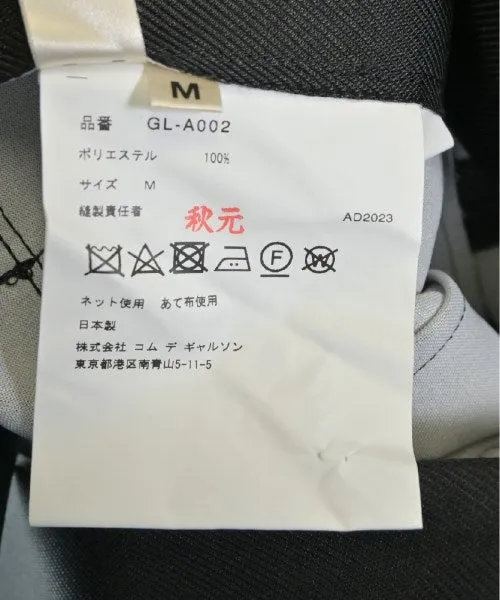 M
品番 GL-A002
ポリエステル 100%
サイズ M
縫製責任者 秋元 AD2023
F W
ネット使用 あて布使用
日本製
株式会社 コム デ ギャルソン
東京都港区南青山5-11-5